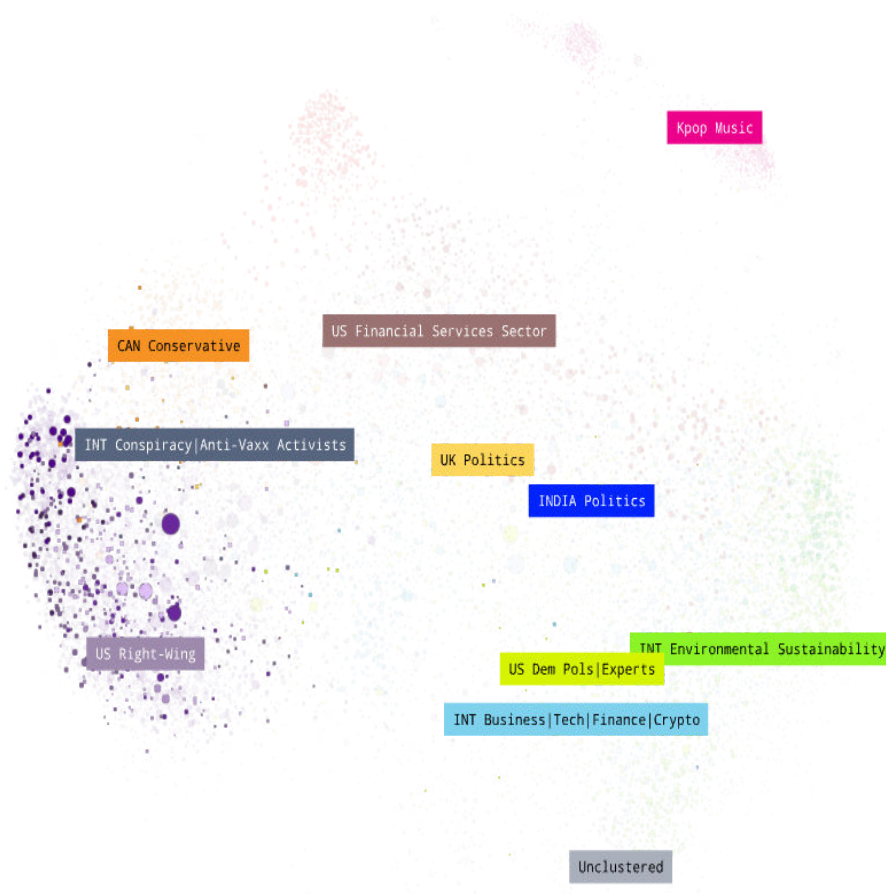 Kpop Music
US Financial Services Sector
CAN Conservative
INT Conspiracy|Anti-Vaxx Activists
UK Politics
INDIA Politics
INT Environmental Sustainability
US Right-Wing
US Dem Pols|Experts
INT Business|Tech|Finance|Crypto
Unclustered